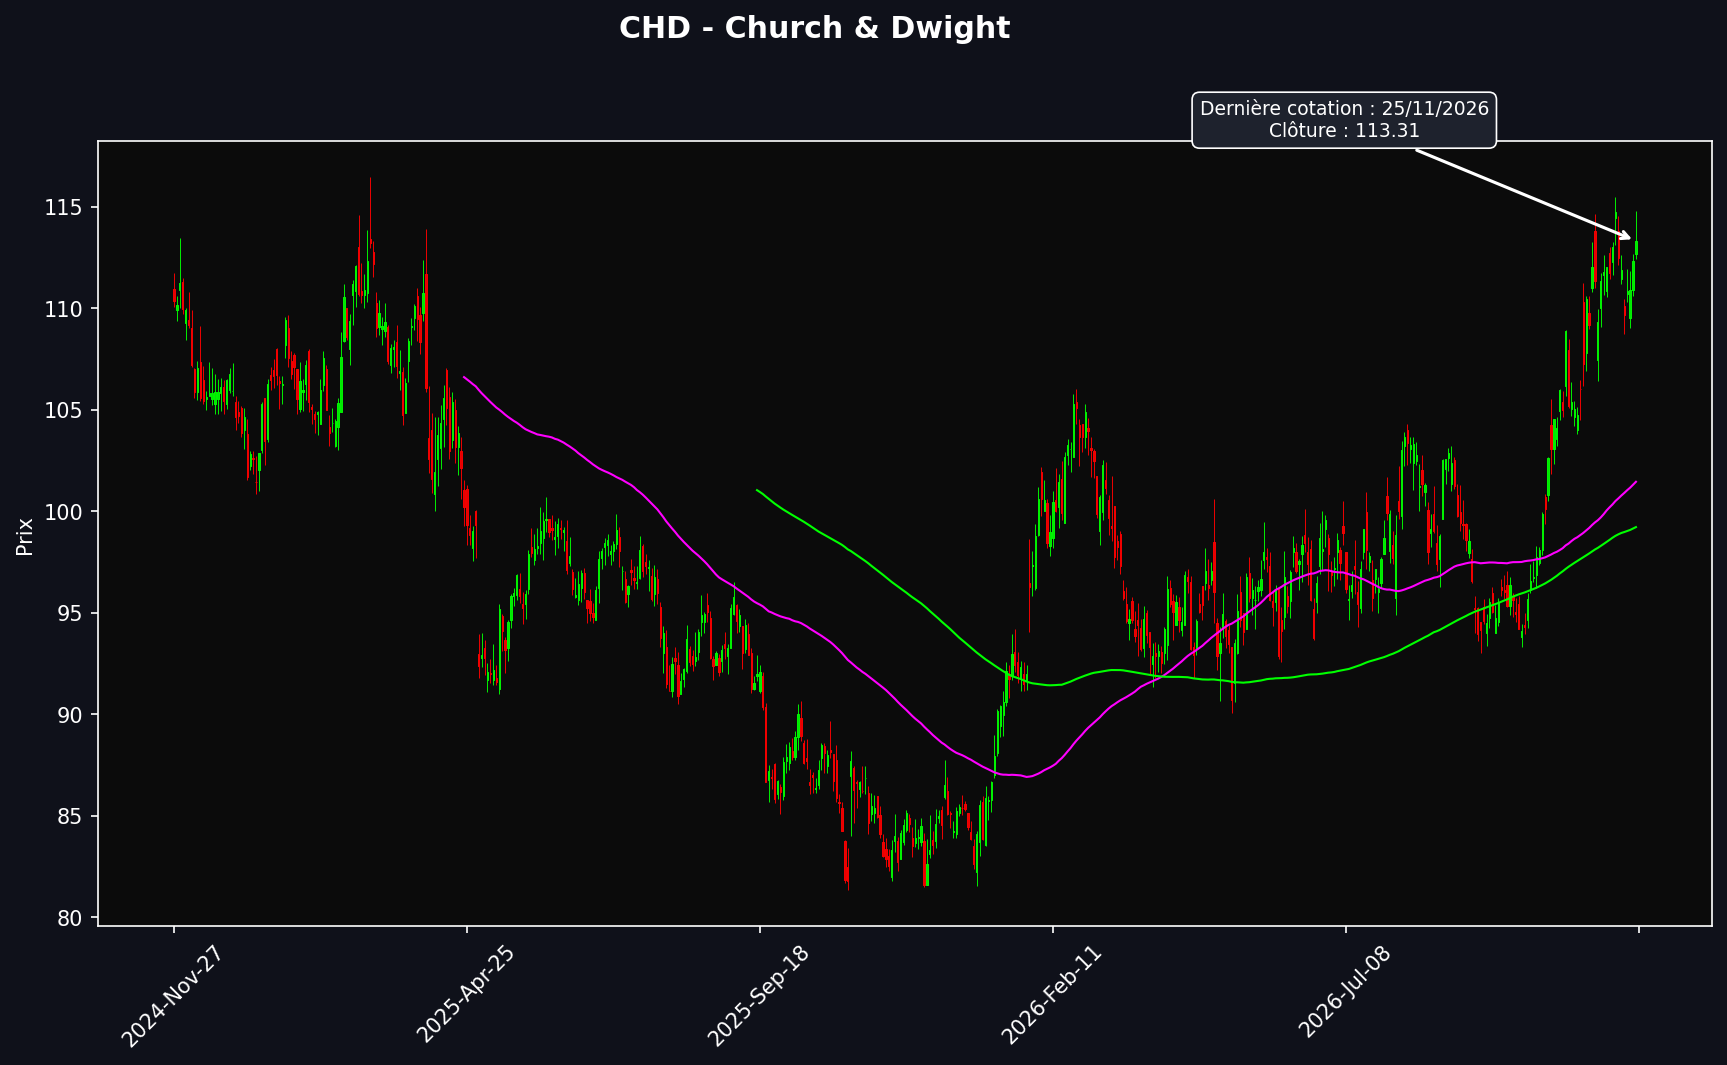 CHD - Church & Dwight
Dernière cotation : 25/11/2026
Clôture : 113.31
Prix
115
110
105
100
95
90
85
80
2024-Nov-27
2025-Apr-25
2025-Sep-18
2026-Feb-11
2026-Jul-08